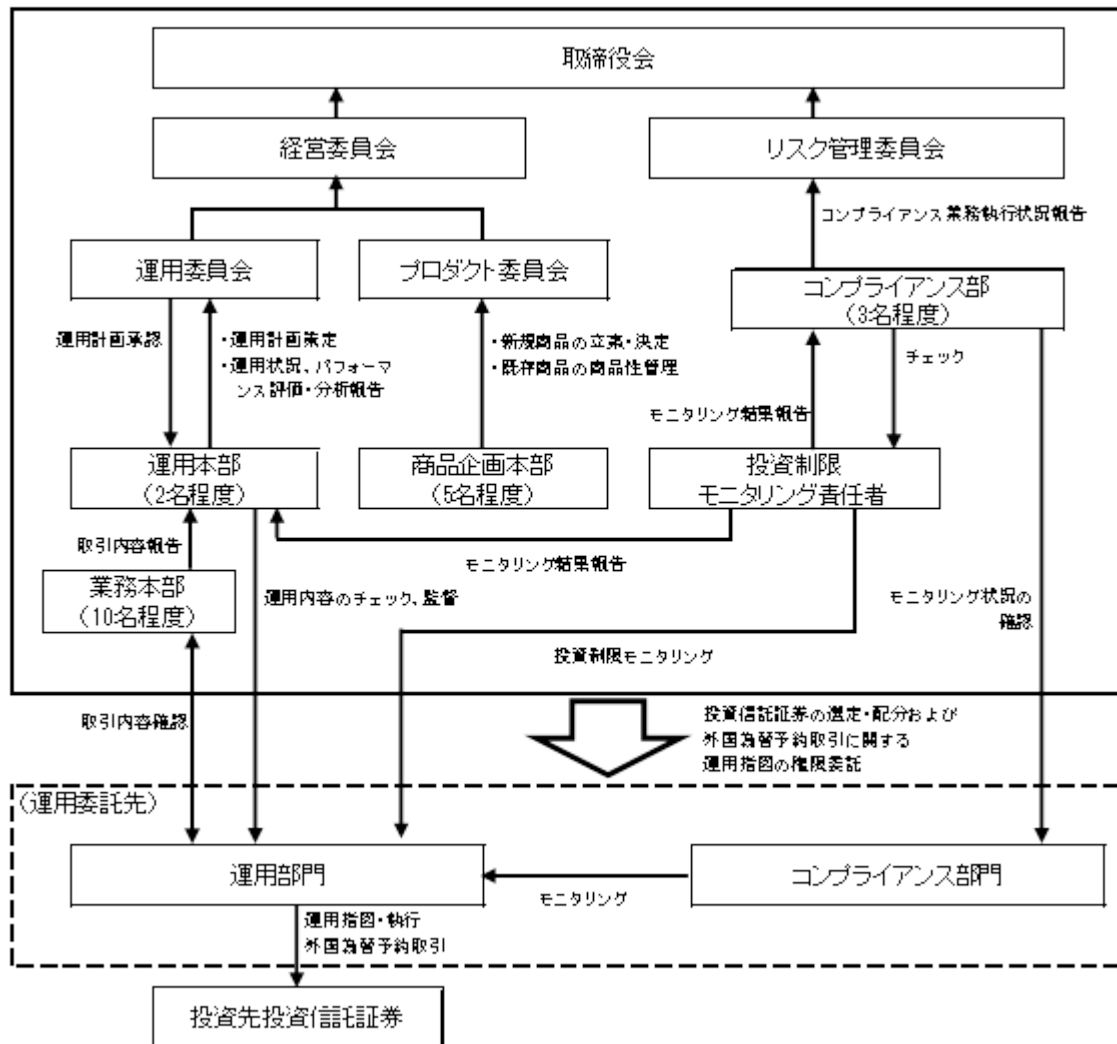 取締役会
経営委員会
リスク管理委員会
コンプライアンス業務執行状況報告
運用委員会
プロダクト委員会
コンプライアンス部
(3名程度)
運用計画承認
・運用計画策定
・運用状況、パフォーマ
ンス評価・分析報告
・新規商品の立案・決定
・既存商品の商品性管理
チェック
モニタリング結果報告
運用本部
(2名程度)
商品企画本部
(5名程度)
投資制限
モニタリング責任者
取引内容報告
モニタリング結果報告
業務本部
(10名程度)
運用内容のチェック、監督
モニタリング状況の
確認
投資制限モニタリング
取引内容確認
投資信託証券の選定・配分および
外国為替予約取引に関する
運用指図の権限委託
(運用委託先)
運用部門
コンプライアンス部門
モニタリング
運用指図・執行
外国為替予約取引
投資先投資信託証券